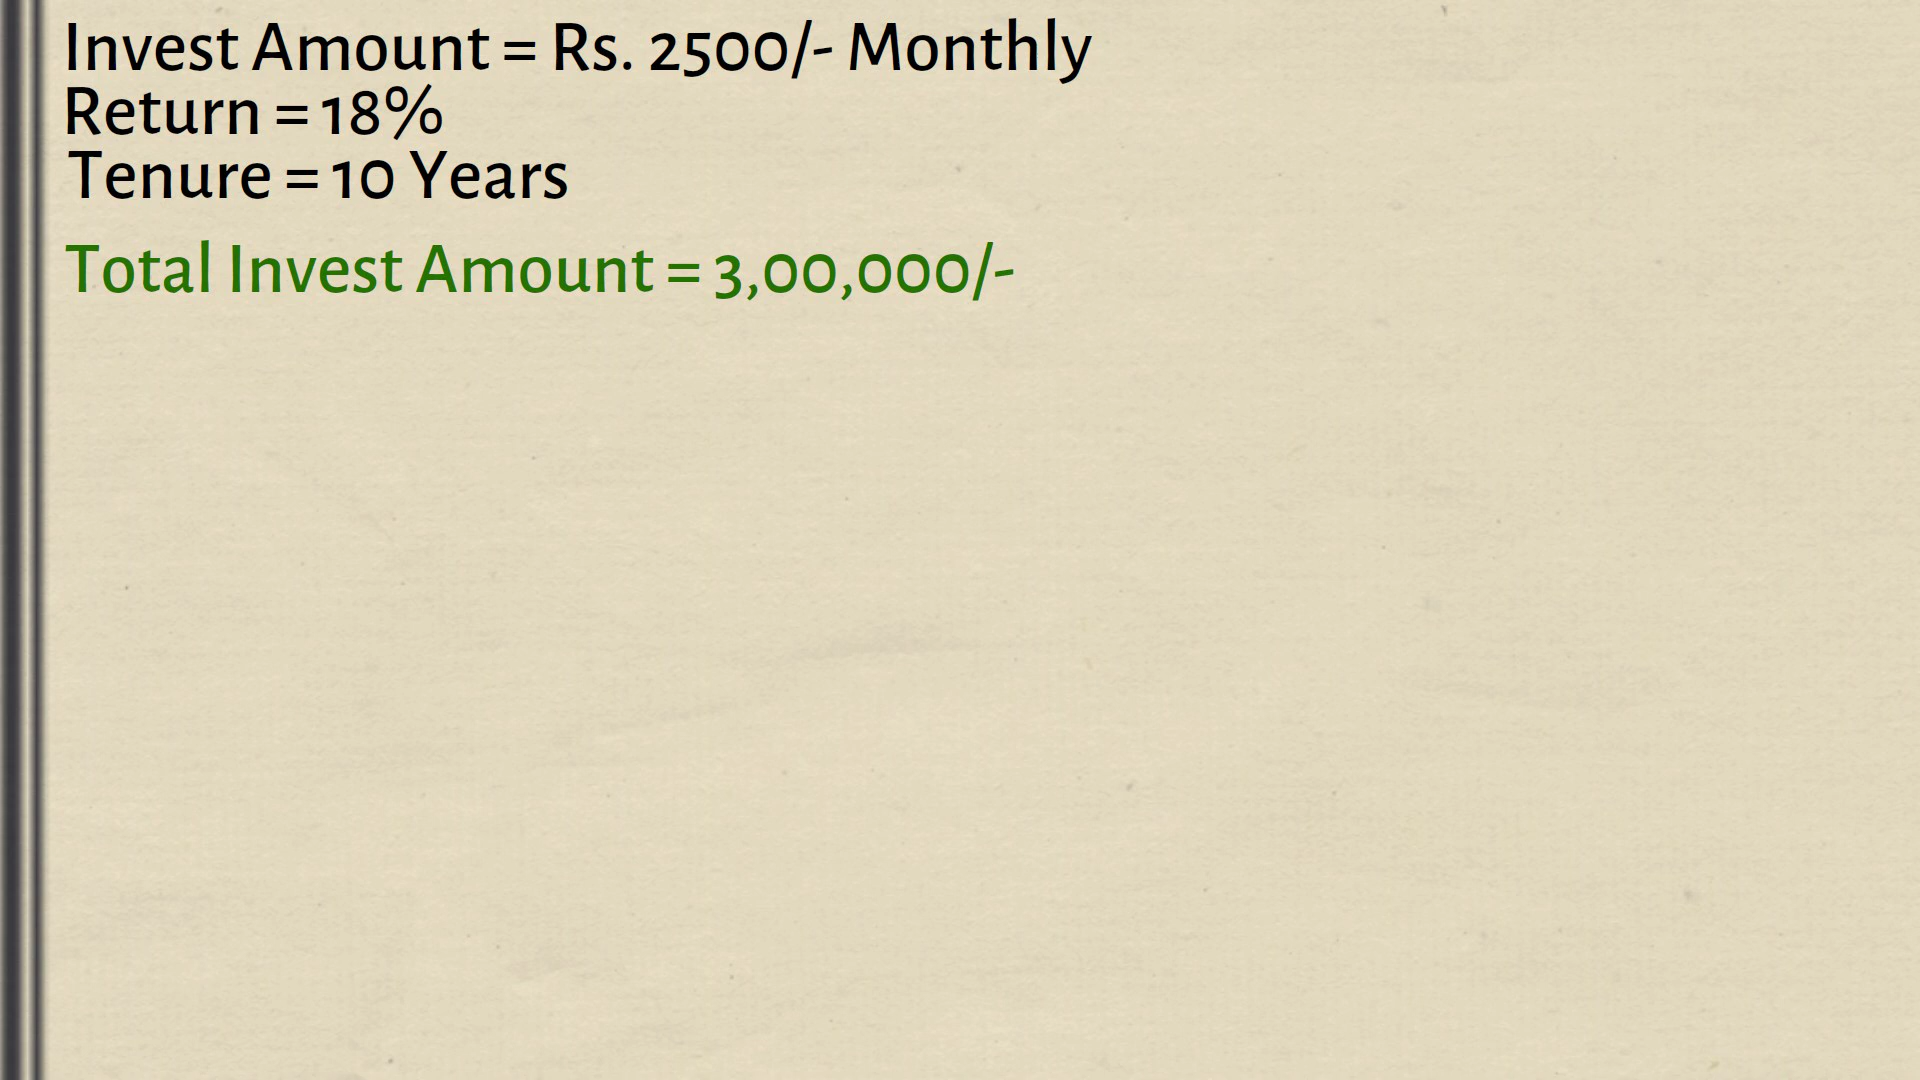 Invest Amount = Rs. 2500/- Monthly
Return = 18%
Tenure = 10 Years
Total Invest Amount = 3,00,000/-